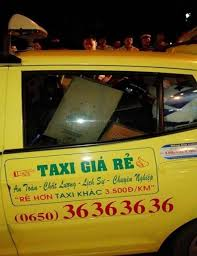 TAXI GIÁ RẺ
An Toàn - Chất Lượng - Lịch Sự - Chuyên Nghiệp
"RẺ HƠN TAXI KHÁC 3.500Đ/KM"
(0650) 36363636